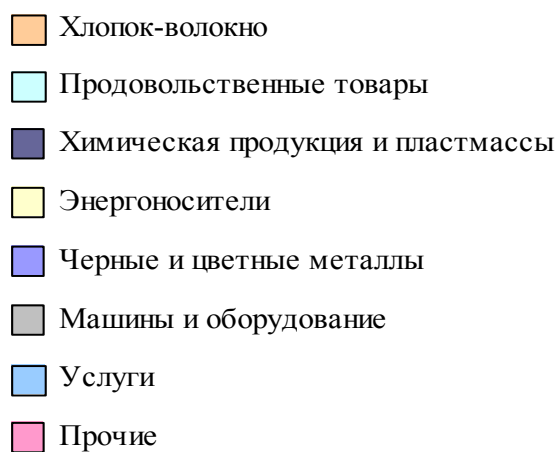 Хлопок-волокно
Продовольственные товары
Химическая продукция и пластмассы
Энергоносители
Черные и цветные металлы
Машины и оборудование
Услуги
Прочие